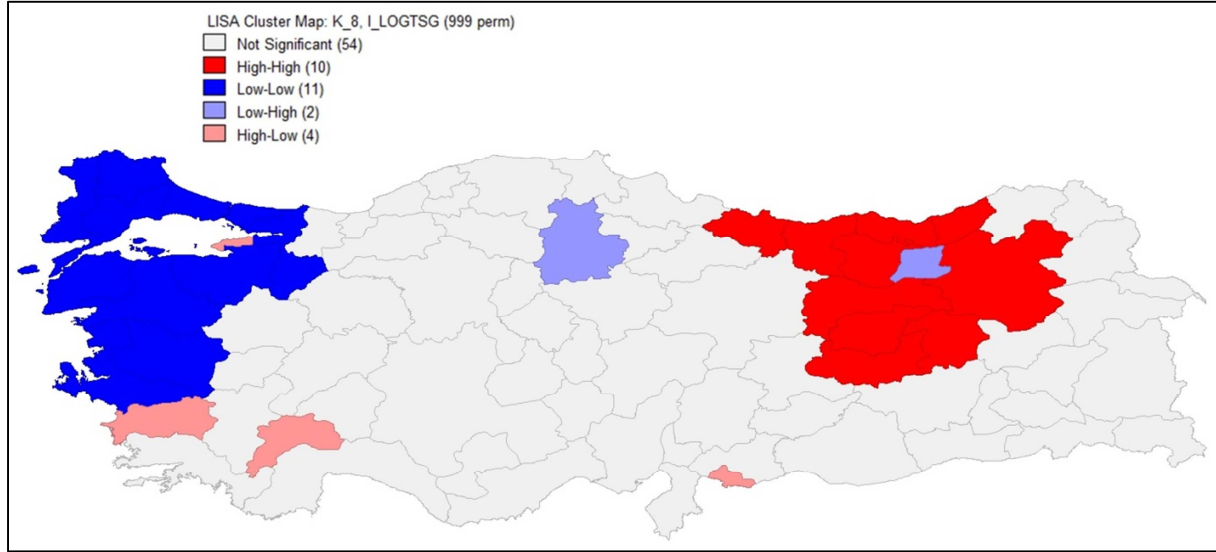 LISA Cluster Map: K_8, I_LOGTSG (999 perm)
Not Significant (54)
High-High (10)
Low-Low (11)
Low-High (2)
High-Low (4)